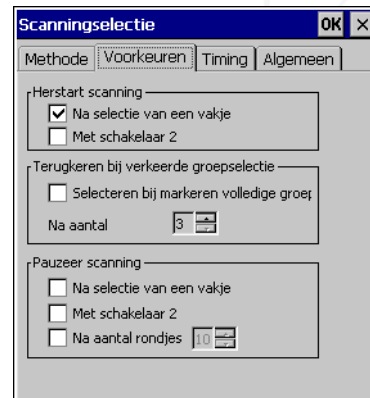 Scanningselectie OK ×
Methode Voorkeuren Timing Algemeen
Herstart scanning
Na selectie van een vakje
Met schakelaar 2
Terugkeren bij verkeerde groepselectie
Selecteren bij markeren volledige groep
Na aantal 3
Pauzeer scanning
Na selectie van een vakje
Met schakelaar 2
Na aantal rondjes 10